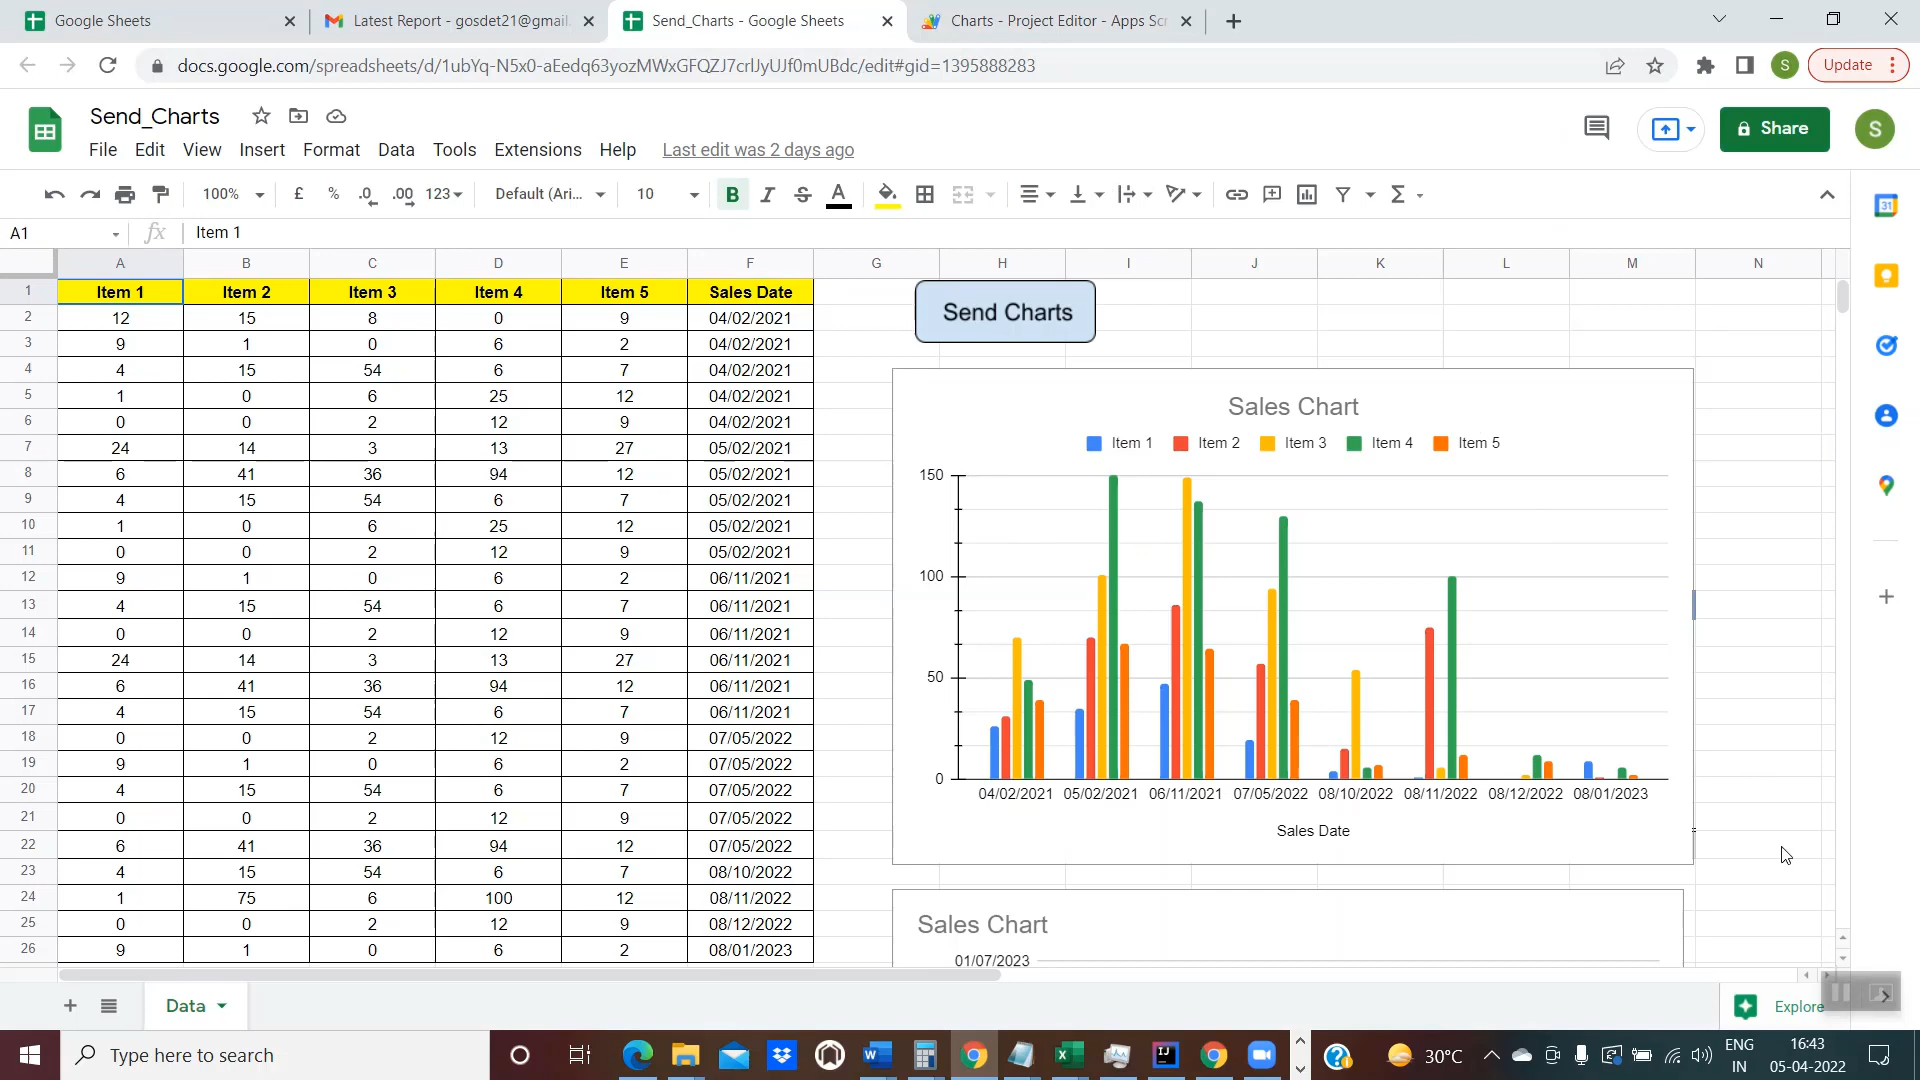 Google Sheets
Latest Report - gosdet21@gmail.
Send_Charts - Google Sheets
Charts - Project Editor - Apps Scr
docs.google.com/spreadsheets/d/1ubYq-N5x0-aEedq63yozMWxGFQZJ7crlJyUJf0mUBdc/edit#gid=1395888283
S
Update
Send_Charts
Share
S
File Edit View Insert Format Data Tools Extensions Help Last edit was 2 days ago
100% £ % .0 .00 123 Default (Ari... 10 B I S A Σ
31
A1 fx Item 1
A B C D E F G H I J K L M N
1 Item 1 Item 2 Item 3 Item 4 Item 5 Sales Date
2 12 15 8 0 9 04/02/2021
3 9 1 0 6 2 04/02/2021
4 4 15 54 6 7 04/02/2021
5 1 0 6 25 12 04/02/2021
6 0 0 2 12 9 04/02/2021
7 24 14 3 13 27 05/02/2021
8 6 41 36 94 12 05/02/2021
9 4 15 54 6 7 05/02/2021
10 1 0 6 25 12 05/02/2021
11 0 0 2 12 9 05/02/2021
12 9 1 0 6 2 06/11/2021
13 4 15 54 6 7 06/11/2021
14 0 0 2 12 9 06/11/2021
15 24 14 3 13 27 06/11/2021
16 6 41 36 94 12 06/11/2021
17 4 15 54 6 7 06/11/2021
18 0 0 2 12 9 07/05/2022
19 9 1 0 6 2 07/05/2022
20 4 15 54 6 7 07/05/2022
21 0 0 2 12 9 07/05/2022
22 6 41 36 94 12 07/05/2022
23 4 15 54 6 7 08/10/2022
24 1 75 6 100 12 08/11/2022
25 0 0 2 12 9 08/12/2022
26 9 1 0 6 2 08/01/2023
Send Charts
Sales Chart
Item 1 Item 2 Item 3 Item 4 Item 5
150
100
50
0
04/02/2021 05/02/2021 06/11/2021 07/05/2022 08/10/2022 08/11/2022 08/12/2022 08/01/2023
Sales Date
Sales Chart
01/07/2023
Data
Explore
Type here to search
30°C
ENG
IN
16:43
05-04-2022